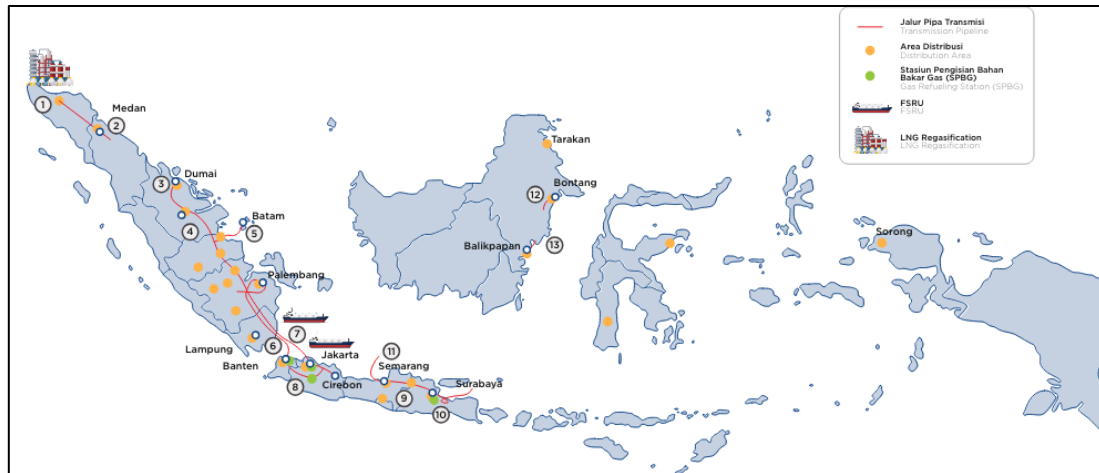 Jalur Pipa Transmisi
Transmission Pipeline
Area Distribusi
Distribution Area
Stasiun Pengisian Bahan
Bakar Gas (SPBG)
Gas Refueling Station (SPBG)
FSRU
FSRU
LNG Regasification
LNG Regasification
1
Medan
2
Tarakan
Dumai
3
Bontang
12
4
Batam
5
Sorong
Balikpapan
13
Palembang
7
Lampung
6
Jakarta
11
Banten
Semarang
8
Cirebon
9
Surabaya
10